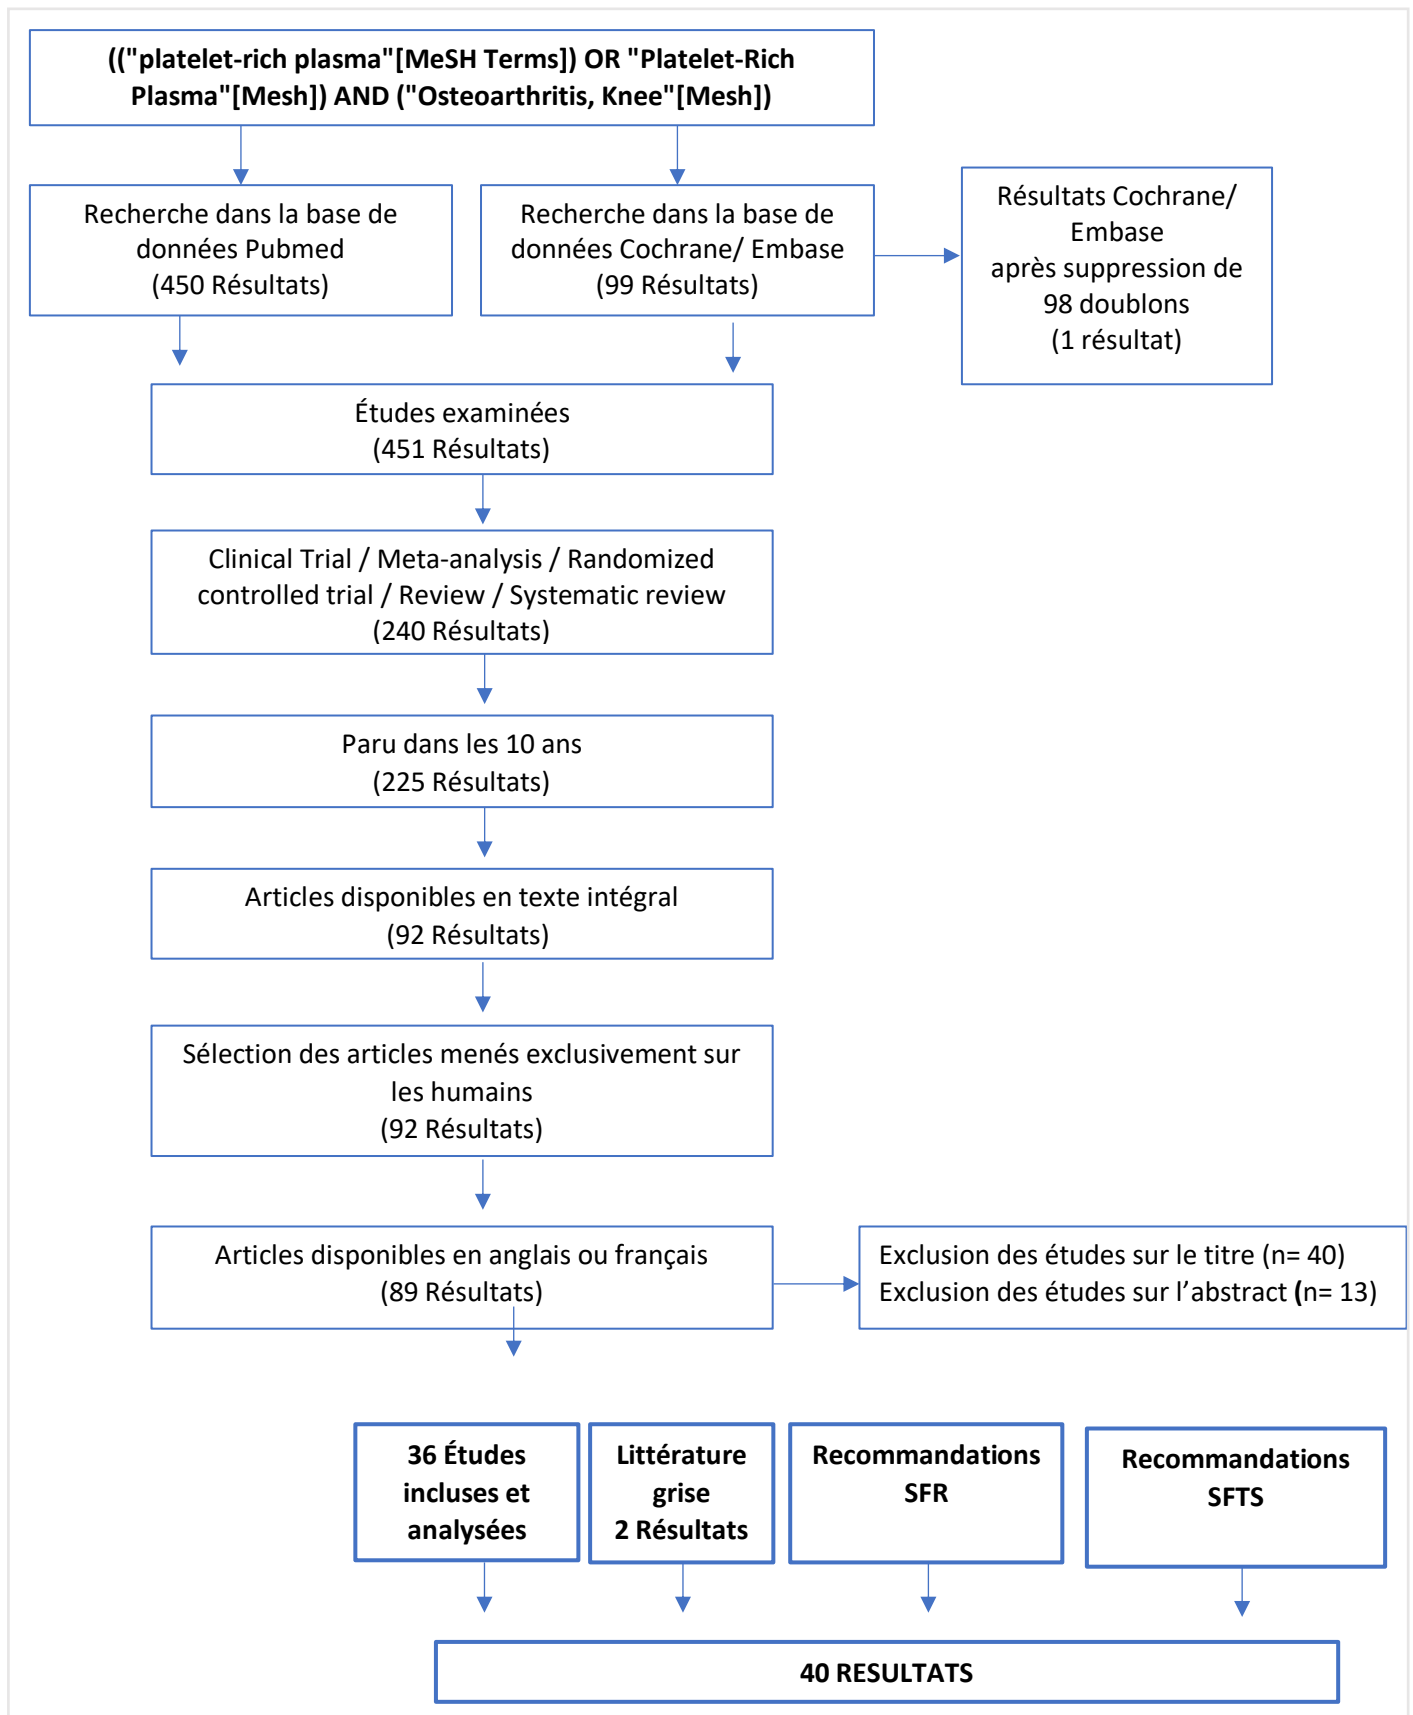 (("platelet-rich plasma"[MeSH Terms]) OR "Platelet-Rich
Plasma"[Mesh]) AND ("Osteoarthritis, Knee"[Mesh])
Recherche dans la base de
données Pubmed
(450 Résultats)
Recherche dans la base de
données Cochrane/ Embase
(99 Résultats)
Résultats Cochrane/
Embase
après suppression de
98 doublons
(1 résultat)
Études examinées
(451 Résultats)
Clinical Trial / Meta-analysis / Randomized
controlled trial / Review / Systematic review
(240 Résultats)
Paru dans les 10 ans
(225 Résultats)
Articles disponibles en texte intégral
(92 Résultats)
Sélection des articles menés exclusivement sur
les humains
(92 Résultats)
Articles disponibles en anglais ou français
(89 Résultats)
Exclusion des études sur le titre (n= 40)
Exclusion des études sur l’abstract (n= 13)
36 Études
incluses et
analysées
Littérature
grise
2 Résultats
Recommandations
SFR
Recommandations
SFTS
40 RESULTATS